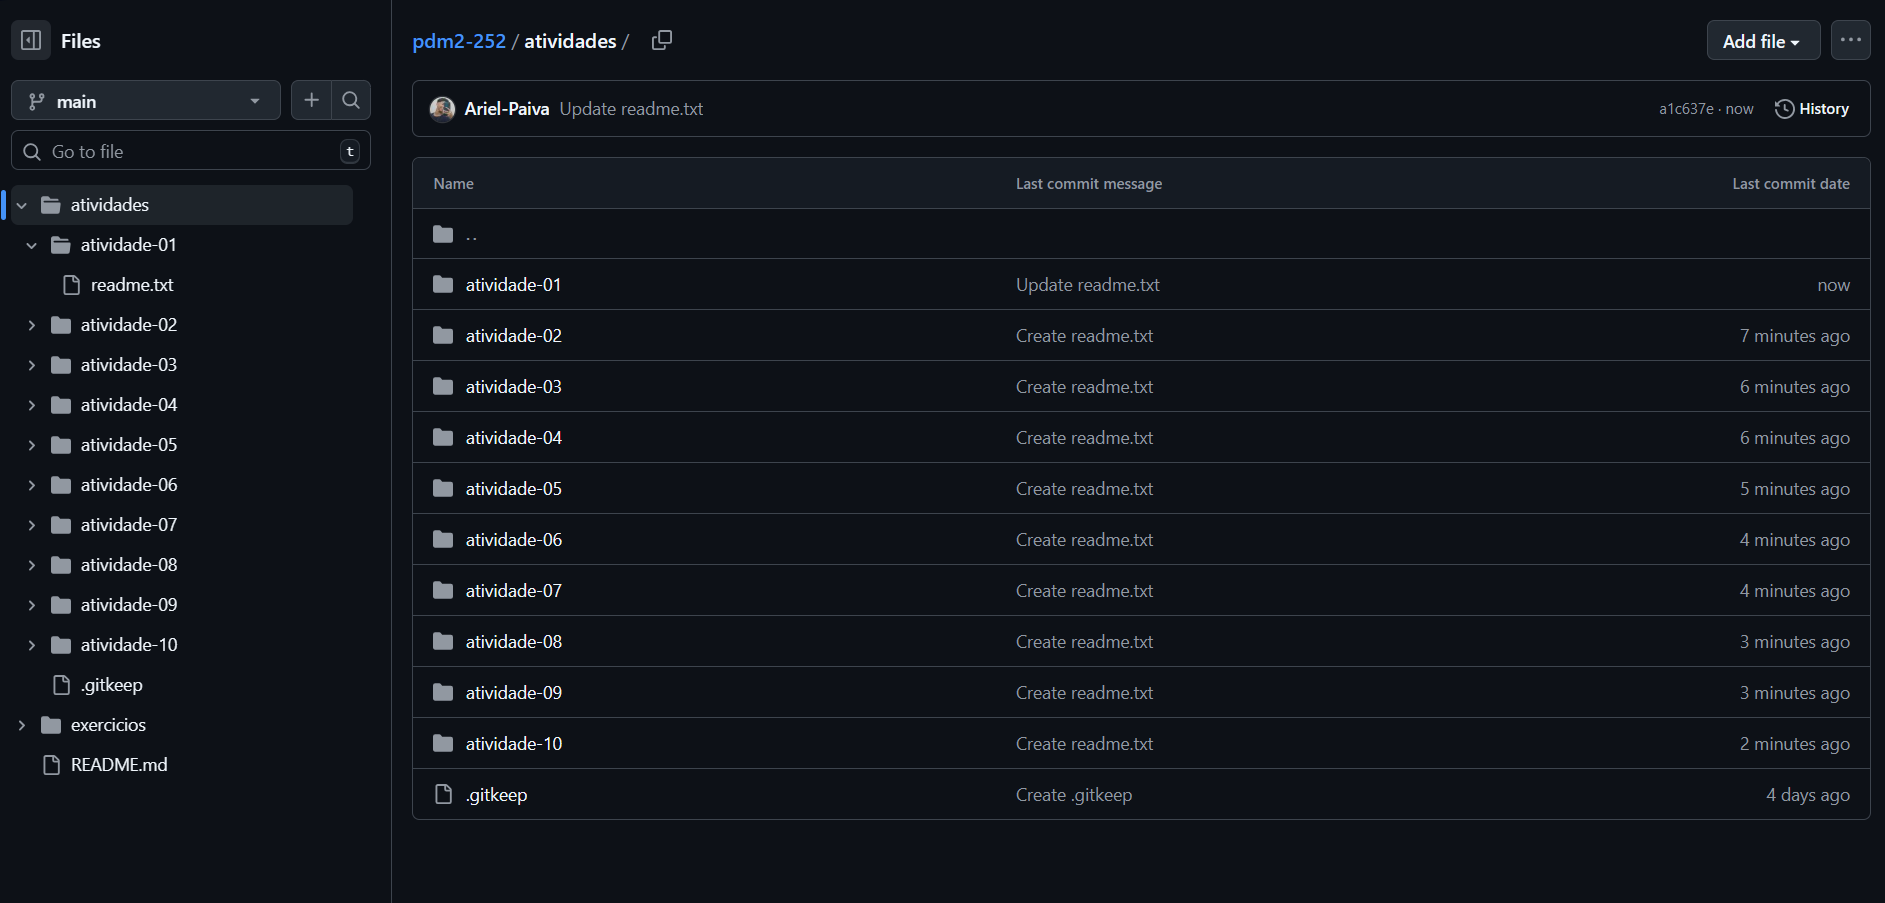 Files
main
Go to file
t
atividades
atividade-01
readme.txt
atividade-02
atividade-03
atividade-04
atividade-05
atividade-06
atividade-07
atividade-08
atividade-09
atividade-10
.gitkeep
exercicios
README.md
pdm2-252 / atividades /
Add file
Ariel-Paiva Update readme.txt a1c637e · now History
Name Last commit message Last commit date
..
atividade-01 Update readme.txt now
atividade-02 Create readme.txt 7 minutes ago
atividade-03 Create readme.txt 6 minutes ago
atividade-04 Create readme.txt 6 minutes ago
atividade-05 Create readme.txt 5 minutes ago
atividade-06 Create readme.txt 4 minutes ago
atividade-07 Create readme.txt 4 minutes ago
atividade-08 Create readme.txt 3 minutes ago
atividade-09 Create readme.txt 3 minutes ago
atividade-10 Create readme.txt 2 minutes ago
.gitkeep Create .gitkeep 4 days ago